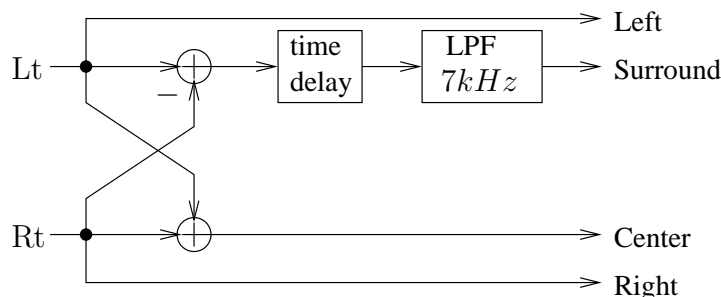 Left
Lt
−
time
delay
LPF
7kHz
Surround
Rt
Center
Right